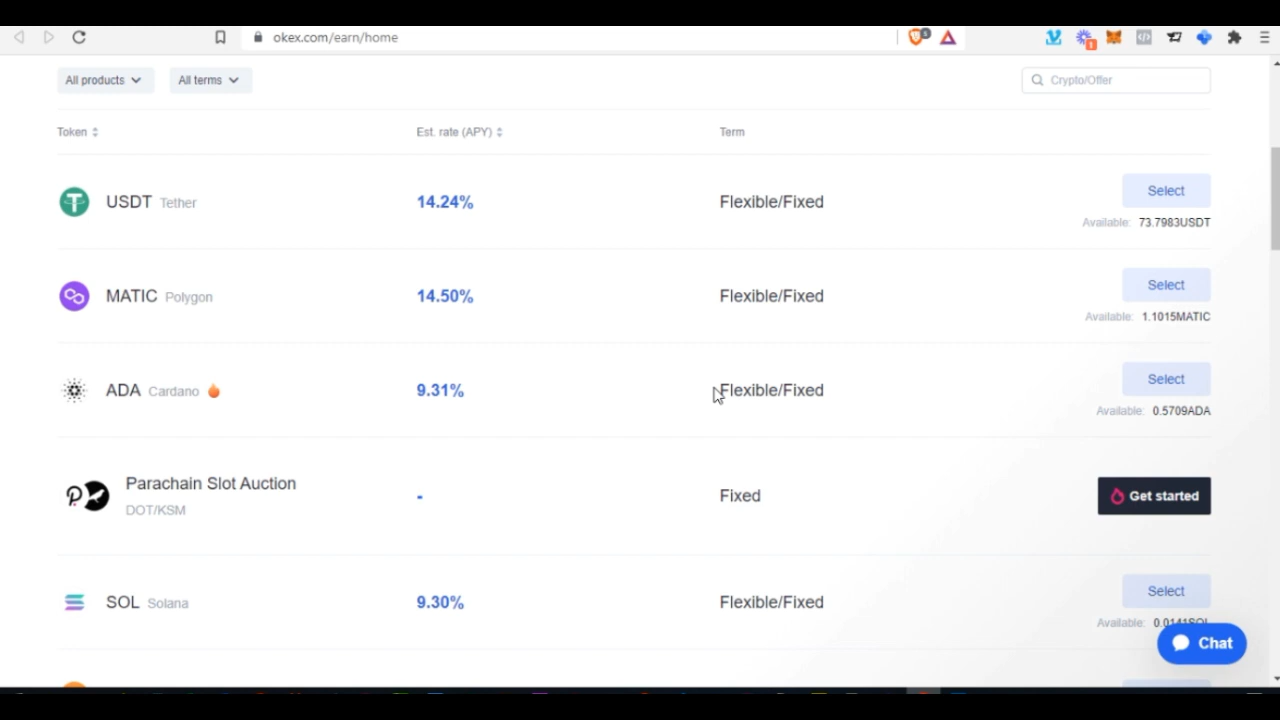 okex.com/earn/home
All products
All terms
Crypto/Offer
Token
Est. rate (APY)
Term
USDT Tether
14.24%
Flexible/Fixed
Select
Available: 73.7983USDT
MATIC Polygon
14.50%
Flexible/Fixed
Select
Available: 1.1015MATIC
ADA Cardano
9.31%
Flexible/Fixed
Select
Available: 0.5709ADA
Parachain Slot Auction
DOT/KSM
-
Fixed
Get started
SOL Solana
9.30%
Flexible/Fixed
Select
Available: 0.0141SOL
Chat